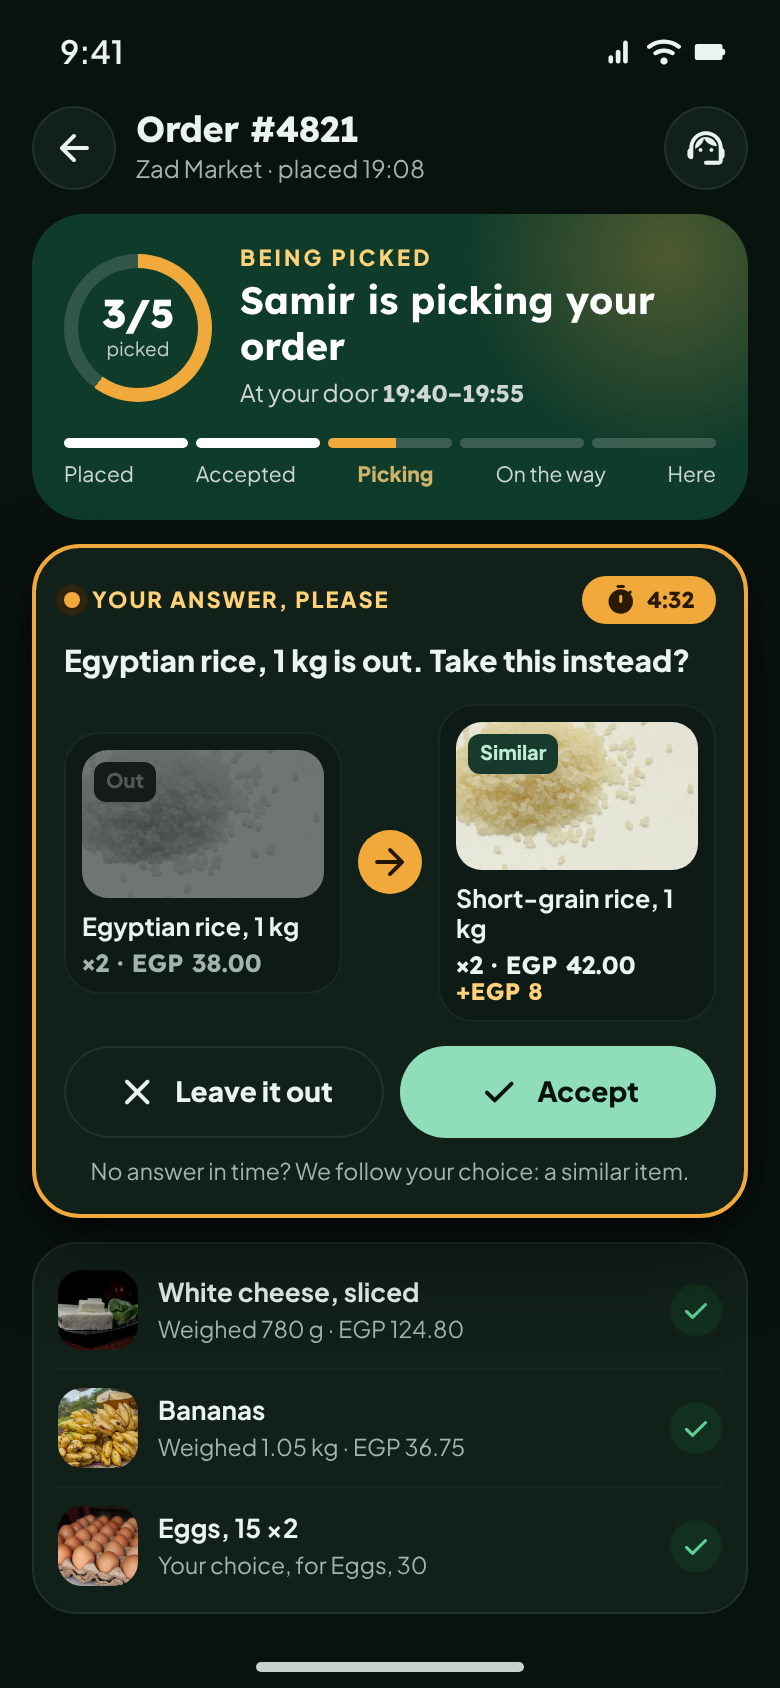 9:41
Order #4821
Zad Market · placed 19:08
3/5
picked
BEING PICKED
Samir is picking your
order
At your door 19:40–19:55
Placed
Accepted
Picking
On the way
Here
YOUR ANSWER, PLEASE
4:32
Egyptian rice, 1 kg is out. Take this instead?
Out
Egyptian rice, 1 kg
×2 · EGP 38.00
Similar
Short-grain rice, 1
kg
×2 · EGP 42.00
+EGP 8
Leave it out
Accept
No answer in time? We follow your choice: a similar item.
White cheese, sliced
Weighed 780 g · EGP 124.80
Bananas
Weighed 1.05 kg · EGP 36.75
Eggs, 15 ×2
Your choice, for Eggs, 30